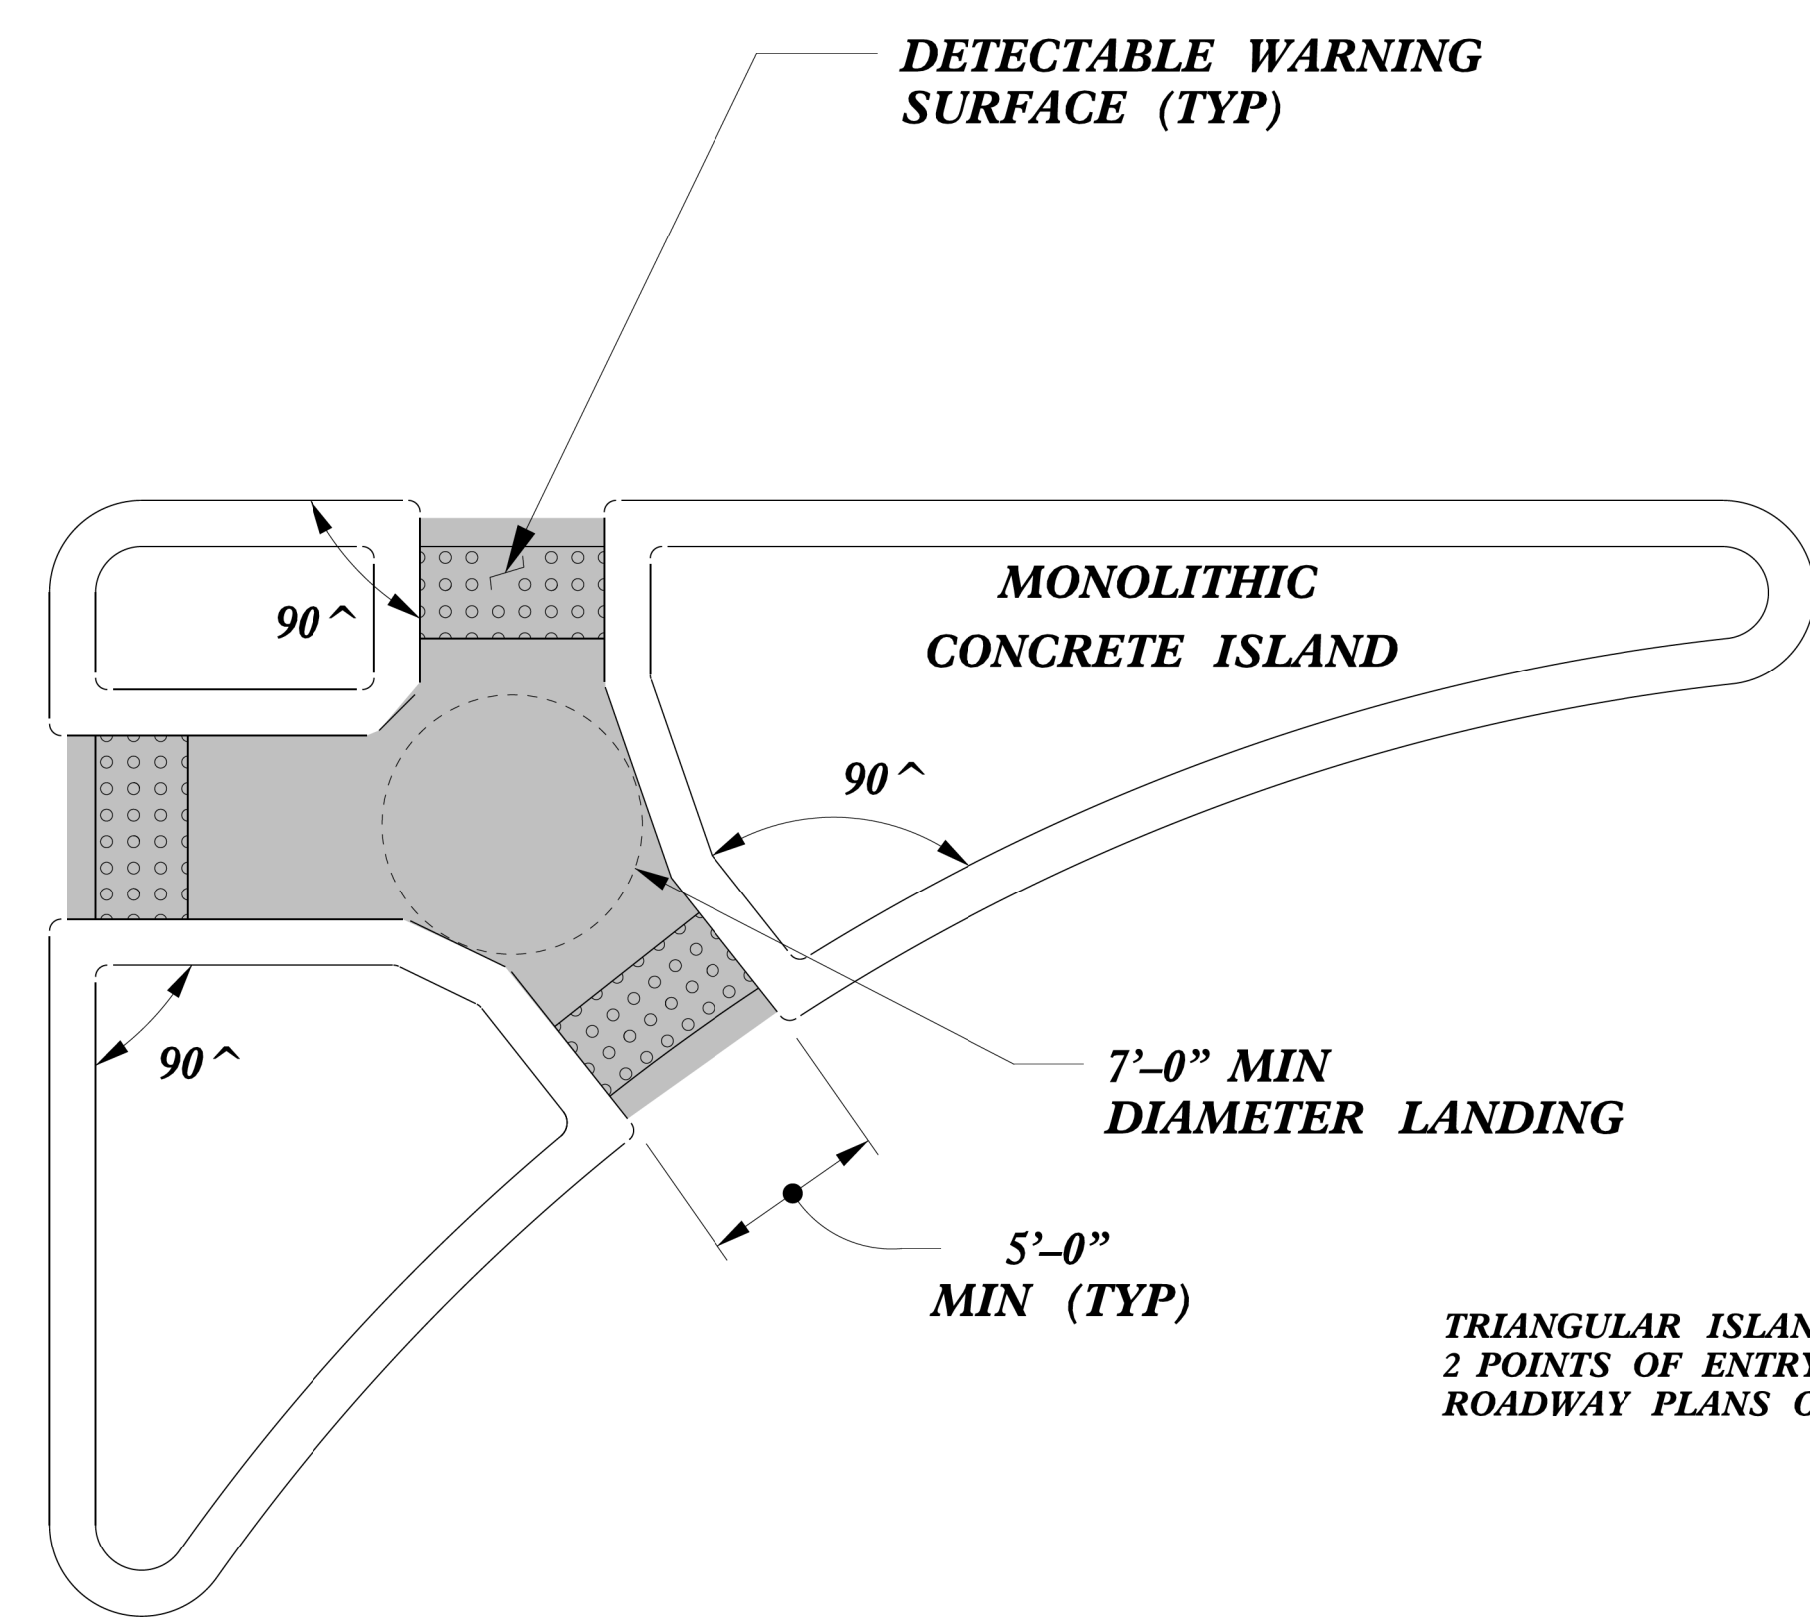 DETECTABLE WARNING
SURFACE (TYP)
MONOLITHIC
90^
CONCRETE ISLAND
90^
90^
7’–0” MIN
DIAMETER LANDING
5’–0”
MIN (TYP)
TRIANGULAR
2 POINTS OF ENTRY
ROADWAY PLANS